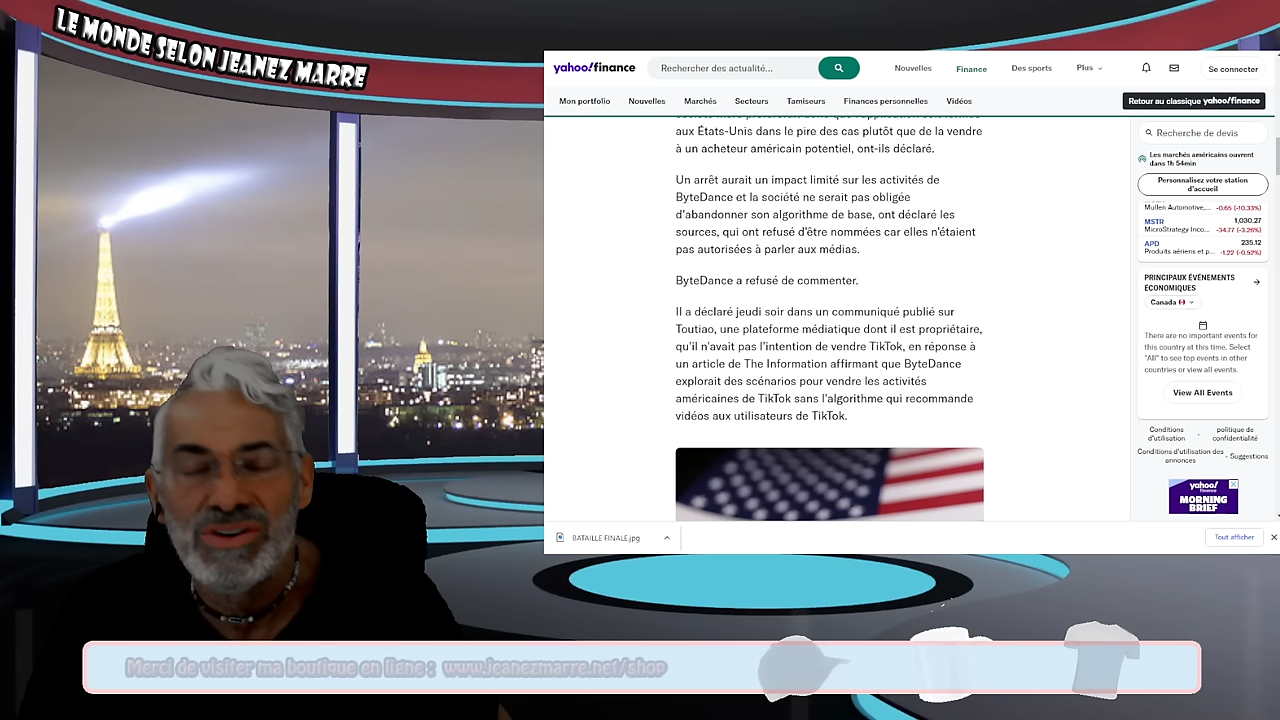 LE MONDE SELON JEANEZ MARRE
yahoo!finance
Rechercher des actualité...
Nouvelles
Finance
Des sports
Plus
Se connecter
Mon portfolio
Nouvelles
Marchés
Secteurs
Tamiseurs
Finances personnelles
Vidéos
Retour au classique yahoo!finance
aux États-Unis dans le pire des cas plutôt que de la vendre
à un acheteur américain potentiel, ont-ils déclaré.
Un arrêt aurait un impact limité sur les activités de
ByteDance et la société ne serait pas obligée
d'abandonner son algorithme de base, ont déclaré les
sources, qui ont refusé d'être nommées car elles n'étaient
pas autorisées à parler aux médias.
ByteDance a refusé de commenter.
Il a déclaré jeudi soir dans un communiqué publié sur
Toutiao, une plateforme médiatique dont il est propriétaire,
qu'il n'avait pas l'intention de vendre TikTok, en réponse à
un article de The Information affirmant que ByteDance
explorait des scénarios pour vendre les activités
américaines de TikTok sans l'algorithme qui recommande
vidéos aux utilisateurs de TikTok.
Recherche de devis
Les marchés américains ouvrent
dans 1h 54min
Personnalisez votre station
d'accueil
Mullen Automotive,... -0.65 (-10.33%)
MSTR 1,030.27
MicroStrategy Inco... -34.77 (-3.26%)
APD 235.12
Produits aériens et p... -1.22 (-0.52%)
PRINCIPAUX ÉVÉNEMENTS
ÉCONOMIQUES
Canada
There are no important events for
this country at this time. Select
"All" to see top events in other
countries or view all events.
View All Events
Conditions
d'utilisation
politique de
confidentialité
Conditions d'utilisation des
annonces
Suggestions
yahoo!
finance
MORNING
BRIEF
BATAILLE FINALE.jpg
Tout afficher
Merci de visiter ma boutique en ligne : www.jeanezmarre.net/shop